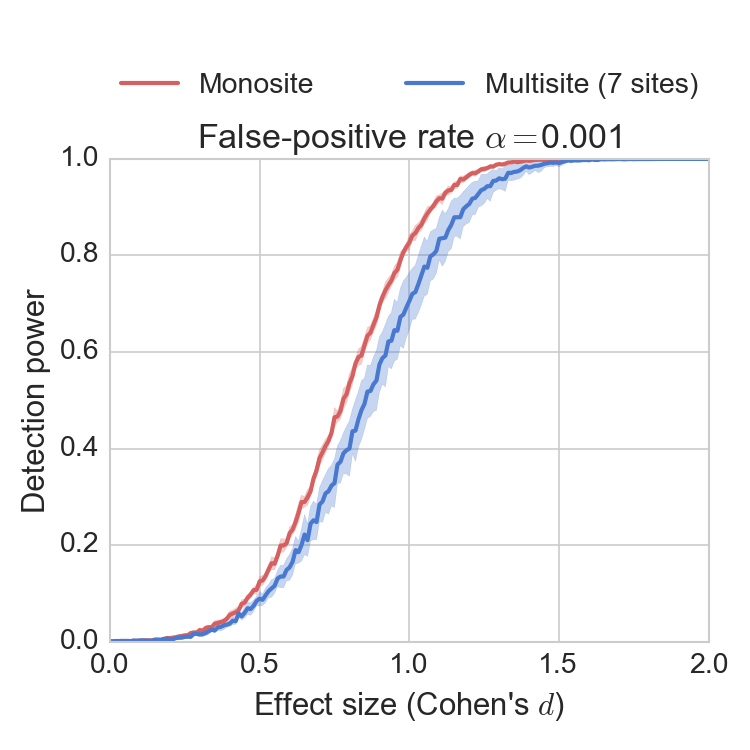 Monosite
Multisite (7 sites)
False-positive rate α=0.001
1.0
0.8
0.6
0.4
0.2
0.0
Detection power
0.0 0.5 1.0 1.5 2.0
Effect size (Cohen's d)